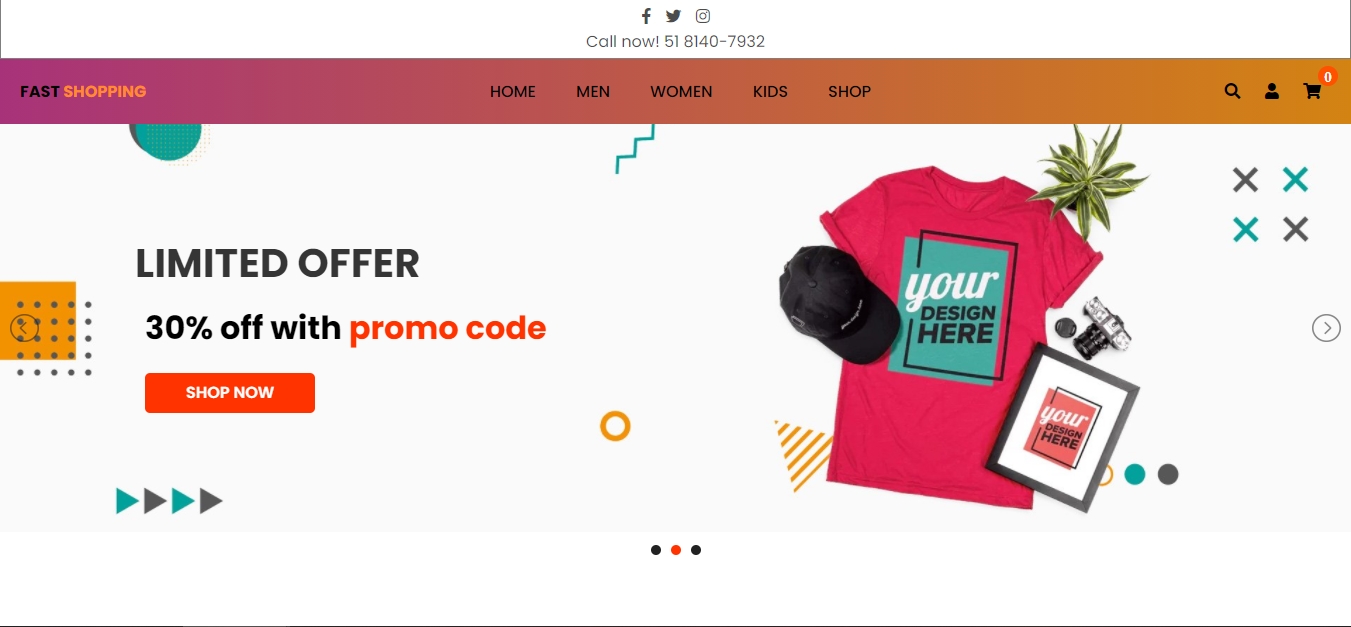 Call now! 51 8140-7932
FAST SHOPPING
HOME MEN WOMEN KIDS SHOP
0
LIMITED OFFER
30% off with promo code
SHOP NOW
your
DESIGN
HERE
your
DESIGN
HERE